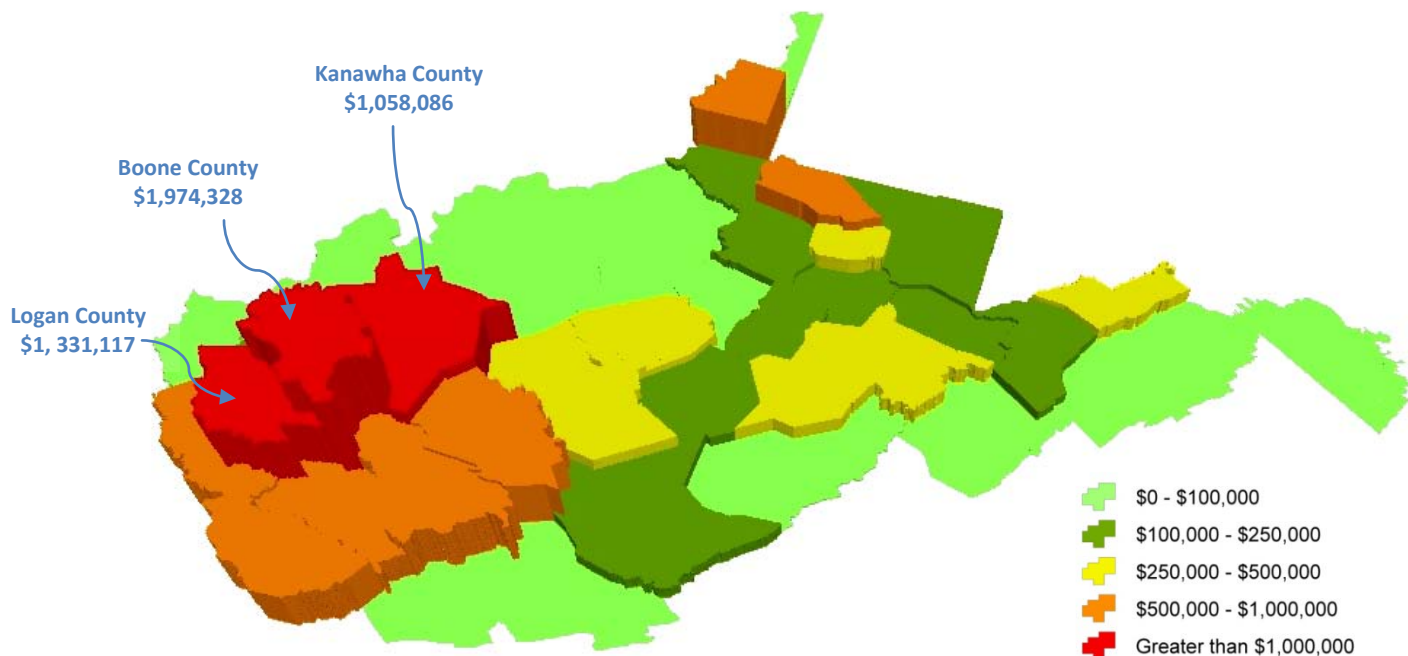 Kanawha County
$1,058,086
Boone County
$1,974,328
Logan County
$1, 331,117
$0 - $100,000
$100,000 - $250,000
$250,000 - $500,000
$500,000 - $1,000,000
Greater than $1,000,000